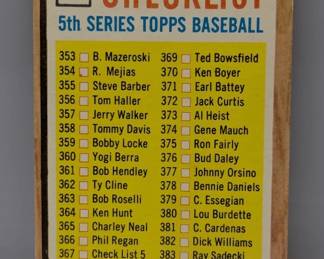 CHECKLIST
5th SERIES TOPPS BASEBALL
353 B. Mazeroski
354 R. Mejias
355 Steve Barber
356 Tom Haller
357 Jerry Walker
358 Tommy Davis
359 Bobby Locke
360 Yogi Berra
361 Bob Hendley
362 Ty Cline
363 Bob Roselli
364 Ken Hunt
365 Charley Neal
366 Phil Regan
367 Check List 5
369 Ted Bowsfield
370 Ken Boyer
371 Earl Battey
372 Jack Curtis
373 Al Heist
374 Gene Mauch
375 Ron Fairly
376 Bud Daley
377 Johnny Orsino
378 Bennie Daniels
379 C. Essegian
380 Lou Burdette
381 C. Cardenas
382 Dick Williams
383 Ray Sadecki